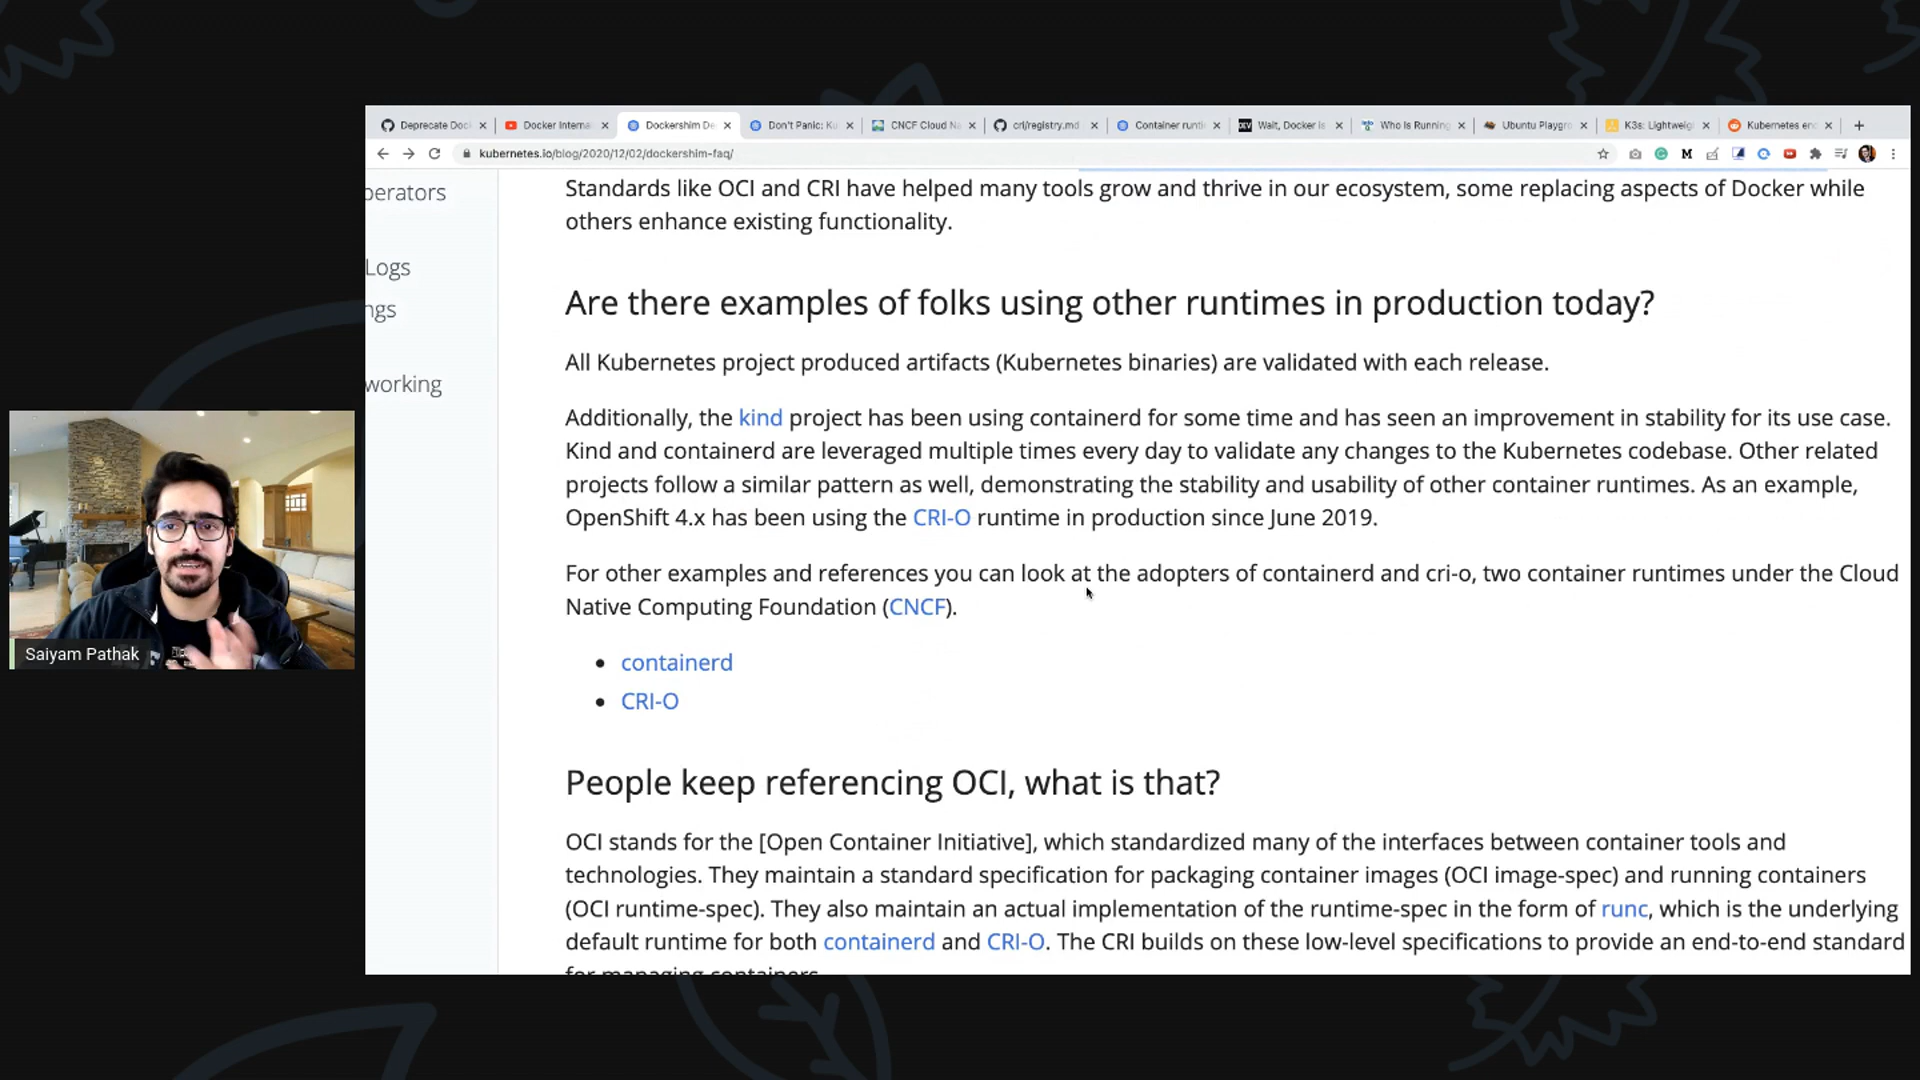 Deprecate Doc
Docker Interna
Dockershim De
Don't Panic: Ku
CNCF Cloud Na
cri/registry.md
Container runti
DEV
Wait, Docker is
Who Is Running
Ubuntu Playgro
K3s: Lightweig
Kubernetes en
kubernetes.io/blog/2020/12/02/dockershim-faq/
perators
Logs
ngs
working
Standards like OCI and CRI have helped many tools grow and thrive in our ecosystem, some replacing aspects of Docker while
others enhance existing functionality.
Are there examples of folks using other runtimes in production today?
All Kubernetes project produced artifacts (Kubernetes binaries) are validated with each release.
Additionally, the kind project has been using containerd for some time and has seen an improvement in stability for its use case.
Kind and containerd are leveraged multiple times every day to validate any changes to the Kubernetes codebase. Other related
projects follow a similar pattern as well, demonstrating the stability and usability of other container runtimes. As an example,
OpenShift 4.x has been using the CRI-O runtime in production since June 2019.
For other examples and references you can look at the adopters of containerd and cri-o, two container runtimes under the Cloud
Native Computing Foundation (CNCF).
• containerd
• CRI-O
People keep referencing OCI, what is that?
OCI stands for the [Open Container Initiative], which standardized many of the interfaces between container tools and
technologies. They maintain a standard specification for packaging container images (OCI image-spec) and running containers
(OCI runtime-spec). They also maintain an actual implementation of the runtime-spec in the form of runc, which is the underlying
default runtime for both containerd and CRI-O. The CRI builds on these low-level specifications to provide an end-to-end standard
for managing containers.
Saiyam Pathak